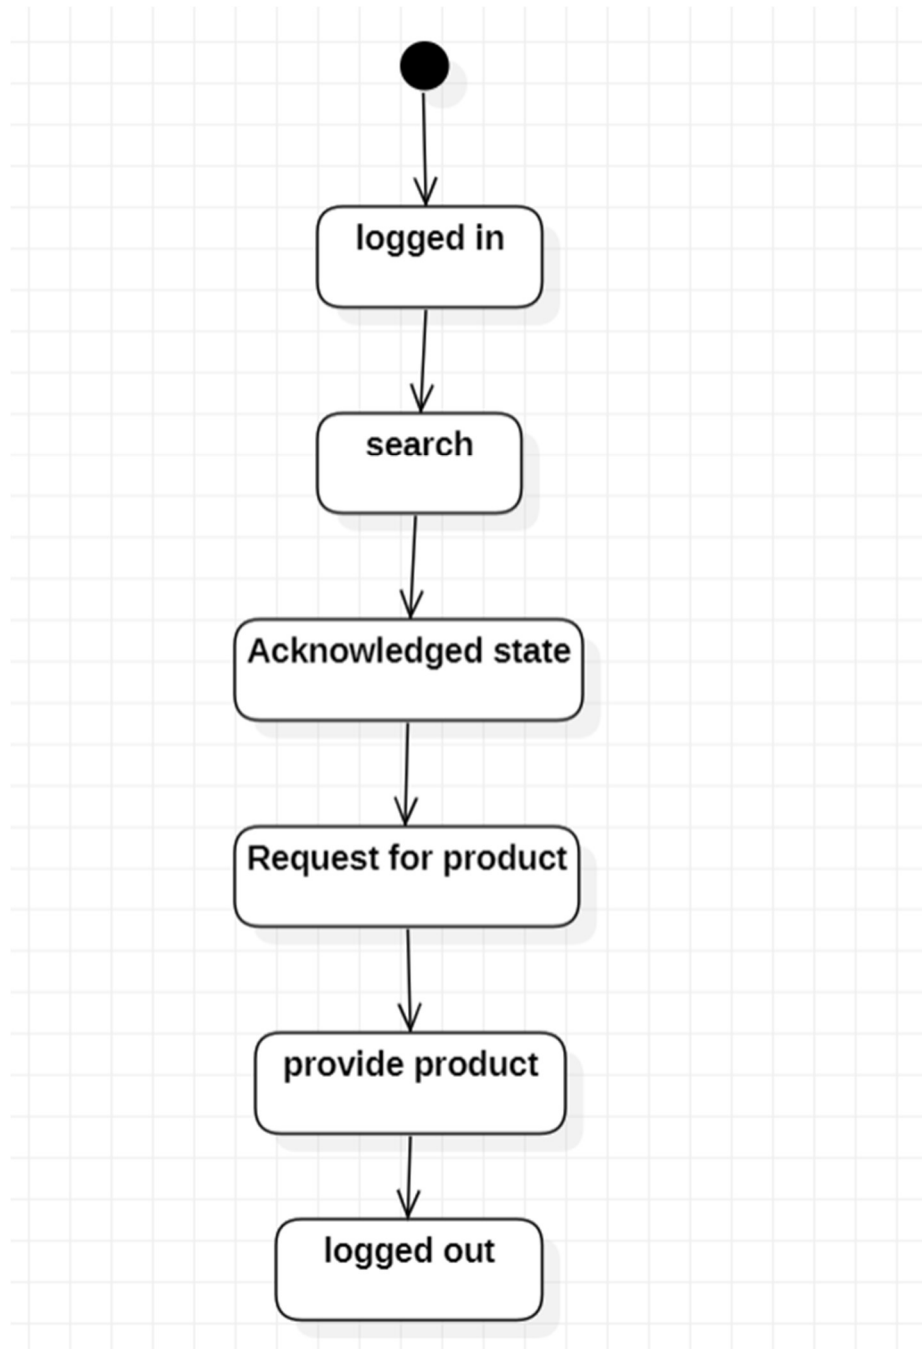 logged in
search
Acknowledged state
Request for product
provide product
logged out